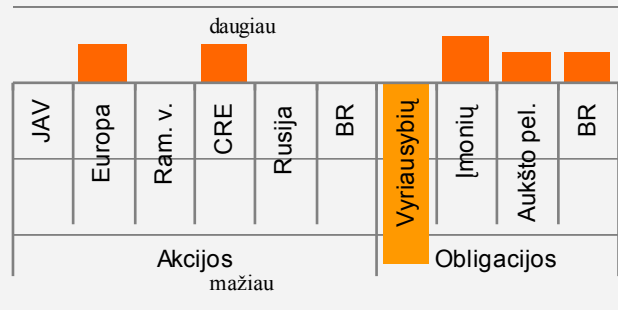 daugiau
JAV
Europa
Ram. v.
CRE
Rusija
BR
Vyriausybių
Įmonių
Aukšto pel.
BR
Akcijos
Obligacijos
mažiau